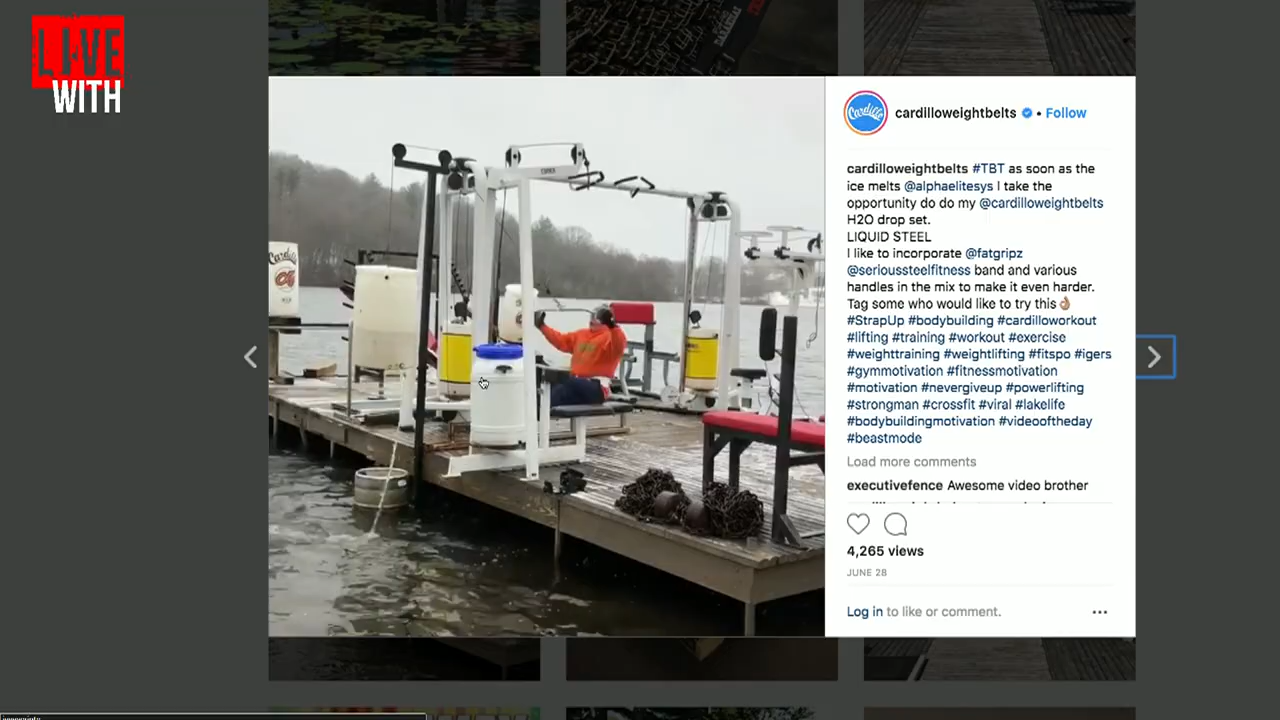 LIVE
WITH
Cardillo
cardilloweightbelts • Follow
cardilloweightbelts #TBT as soon as the
ice melts @alphaelitesys I take the
opportunity do do my @cardilloweightbelts
H2O drop set.
LIQUID STEEL
I like to incorporate @fatgripz
@serioussteelfitness band and various
handles in the mix to make it even harder.
Tag some who would like to try this👌🏼
#StrapUp #bodybuilding #cardilloworkout
#lifting #training #workout #exercise
#weighttraining #weightlifting #fitspo #igers
#gymmotivation #fitnessmotivation
#motivation #nevergiveup #powerlifting
#strongman #crossfit #viral #lakelife
#bodybuildingmotivation #videooftheday
#beastmode
Load more comments
executivefence Awesome video brother
4,265 views
JUNE 28
Log in to like or comment.
Cardillo